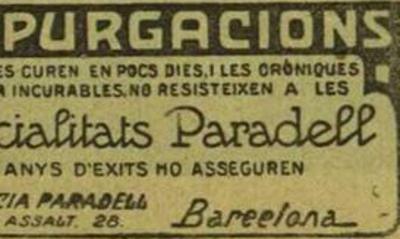 PURGACIONS
ES CUREN EN POCS DIES, I LES CRÒNIQUES
INCURABLES, NO RESISTEIXEN A LES
cialitats Paradell
ANYS D'EXITS HO ASSEGUREN
CIA PARADELL
ASSALT, 28. Barcelona